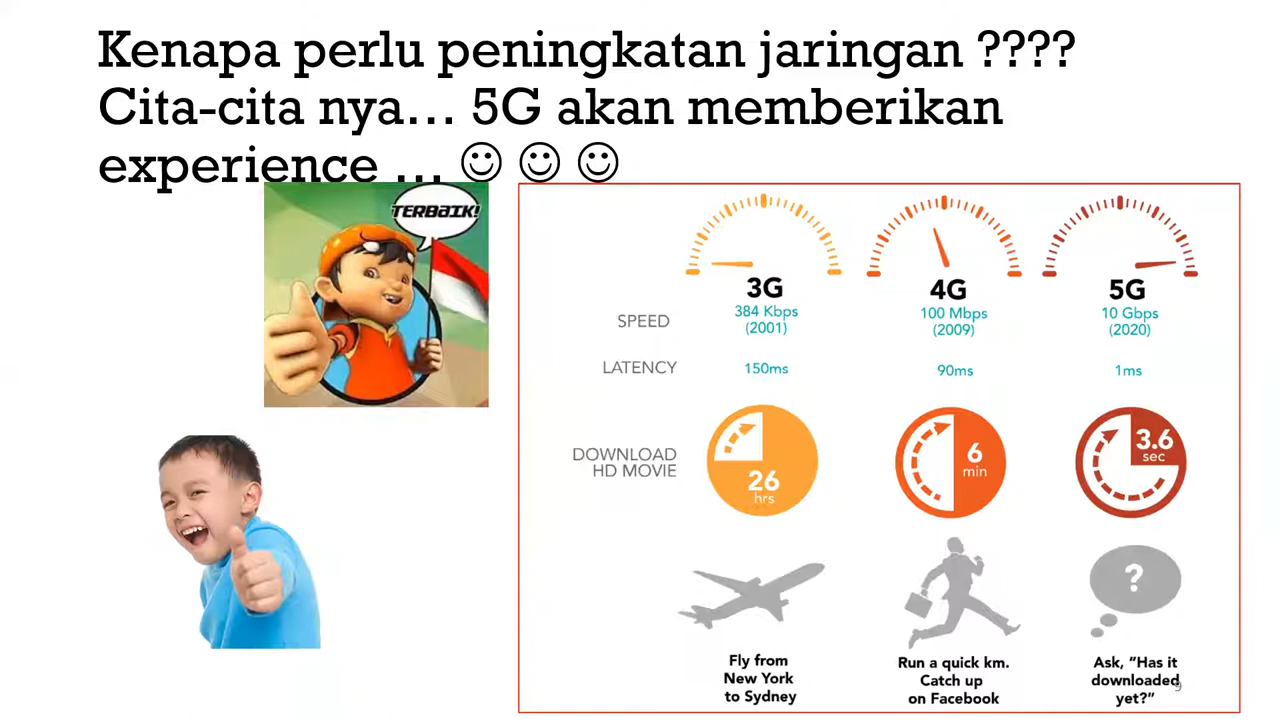 Kenapa perlu peningkatan jaringan ????
Cita-cita nya... 5G akan memberikan
experience ... ☺ ☺ ☺
TERBAIK!
3G 4G 5G
SPEED 384 Kbps (2001) 100 Mbps (2009) 10 Gbps (2020)
LATENCY 150ms 90ms 1ms
DOWNLOAD HD MOVIE 26 hrs 6 min 3.6 sec
?
Fly from
New York
to Sydney
Run a quick km.
Catch up
on Facebook
Ask, “Has it
downloaded
yet?”
9